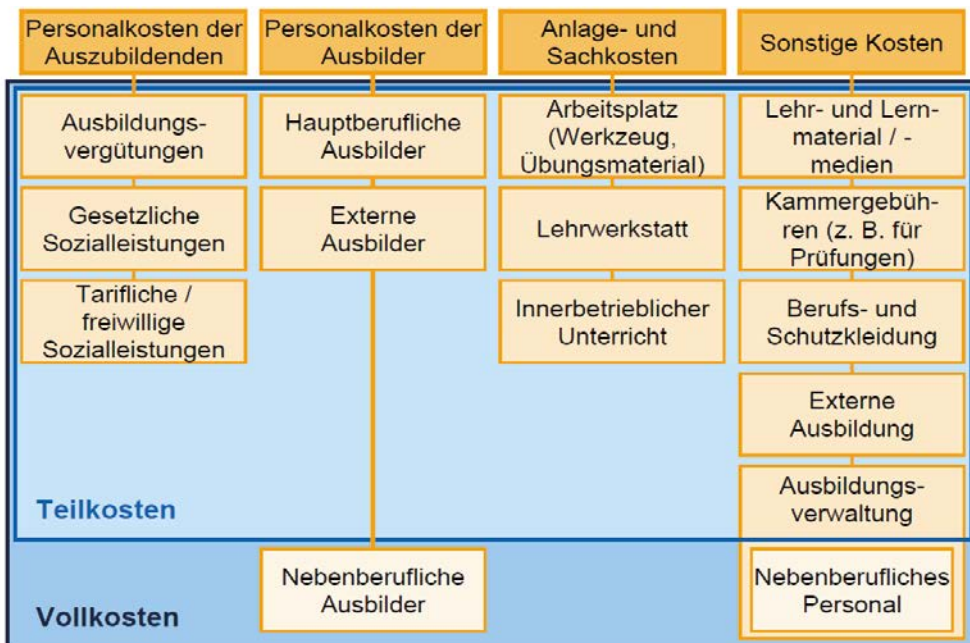 Personalkosten der
Auszubildenden
Personalkosten der
Ausbilder
Anlage- und
Sachkosten
Sonstige Kosten
Ausbildungs-
vergütungen
Gesetzliche
Sozialleistungen
Tarifliche /
freiwillige
Sozialleistungen
Hauptberufliche
Ausbilder
Externe
Ausbilder
Nebenberufliche
Ausbilder
Arbeitsplatz
(Werkzeug,
Übungsmaterial)
Lehrwerkstatt
Innerbetrieblicher
Unterricht
Lehr- und Lern-
material / -
medien
Kammergebüh-
ren (z. B. für
Prüfungen)
Berufs- und
Schutzkleidung
Externe
Ausbildung
Ausbildungs-
verwaltung
Nebenberufliches
Personal
Teilkosten
Vollkosten